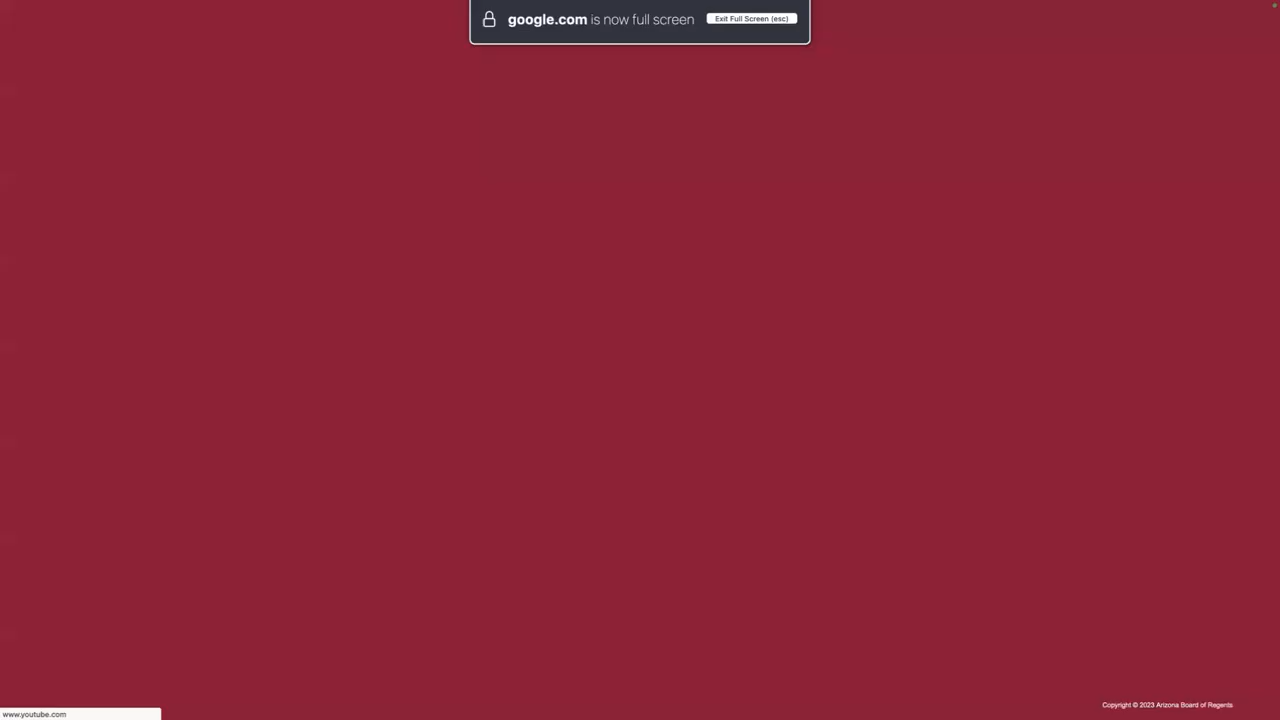 google.com is now full screen Exit Full Screen (esc)
Copyright © 2023 Arizona Board of Regents
www.youtube.com